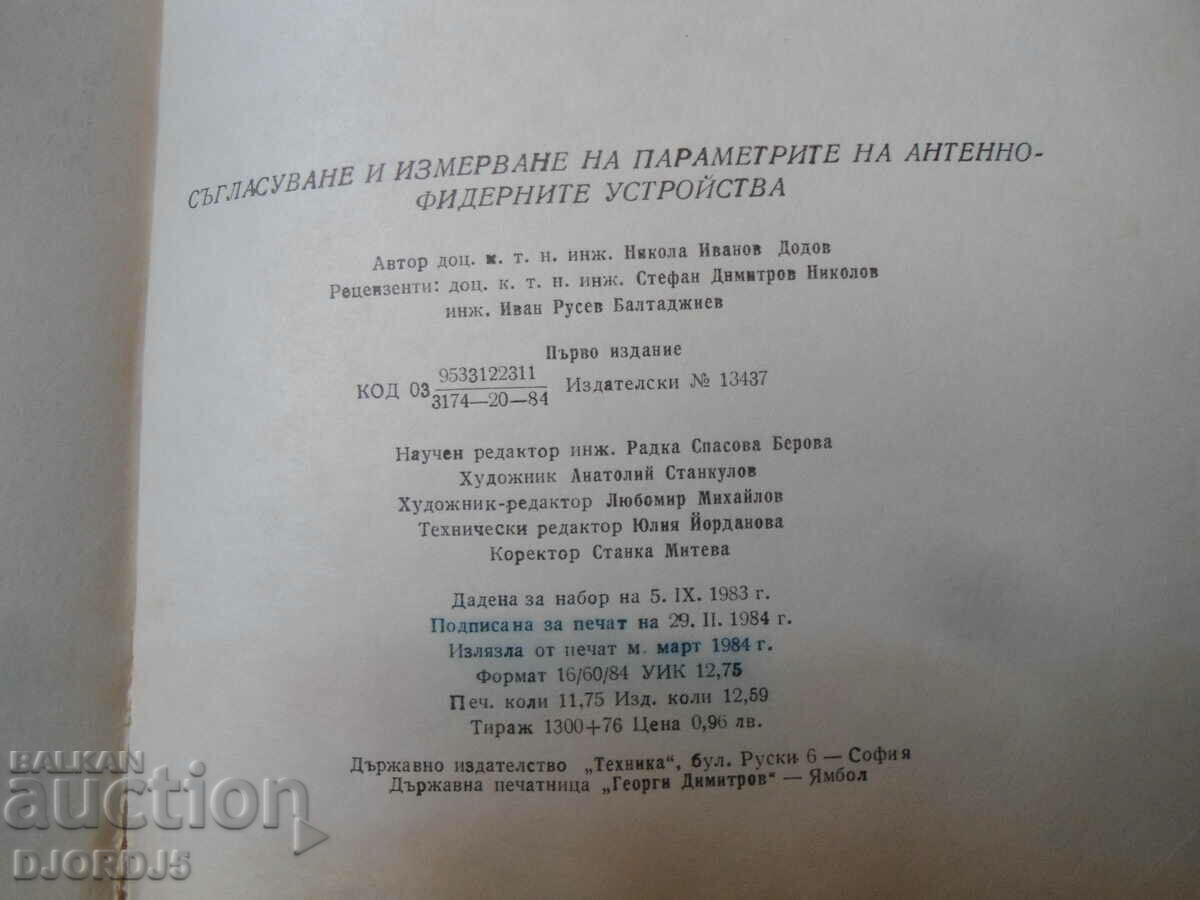 СЪГЛАСУВАНЕ И ИЗМЕРВАНЕ НА ПАРАМЕТРИТЕ НА АНТЕННО-
ФИДЕРНИТЕ УСТРОЙСТВА
Автор доц. к. т. н. инж. Никола Иванов Додов
Рецензенти: доц. к. т. н. инж. Стефан Димитров Николов
инж. Иван Русев Балтаджиев
Първо издание
КОД 03 9533122311
3174—20—84 Издателски № 13437
Научен редактор инж. Радка Спасова Берова
Художник Анатолий Станкулов
Художник-редактор Любомир Михайлов
Технически редактор Юлия Йорданова
Коректор Станка Митева
Дадена за набор на 5. IX. 1983 г.
Подписана за печат на 29. II. 1984 г.
Излязла от печат м. март 1984 г.
Формат 16/60/84 УИК 12,75
Печ. коли 11,75 Изд. коли 12,59
Тираж 1300+76 Цена 0,96 лв.
Държавно издателство „Техника“, бул. Руски 6 — София
Държавна печатница „Георги Димитров“ — Ямбол
BALKAN
auction
DJORDJ5